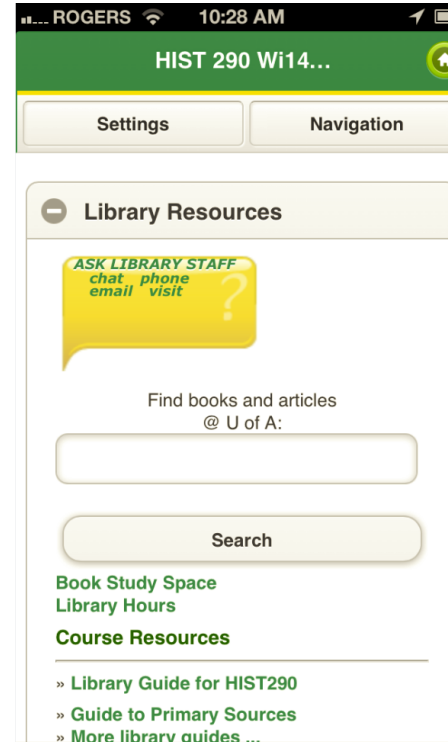 ROGERS 10:28 AM
HIST 290 Wi14...
Settings Navigation
Library Resources
ASK LIBRARY STAFF
chat phone
email visit
?
Find books and articles
@ U of A:
Search
Book Study Space
Library Hours
Course Resources
» Library Guide for HIST290
» Guide to Primary Sources
» More library guides ...